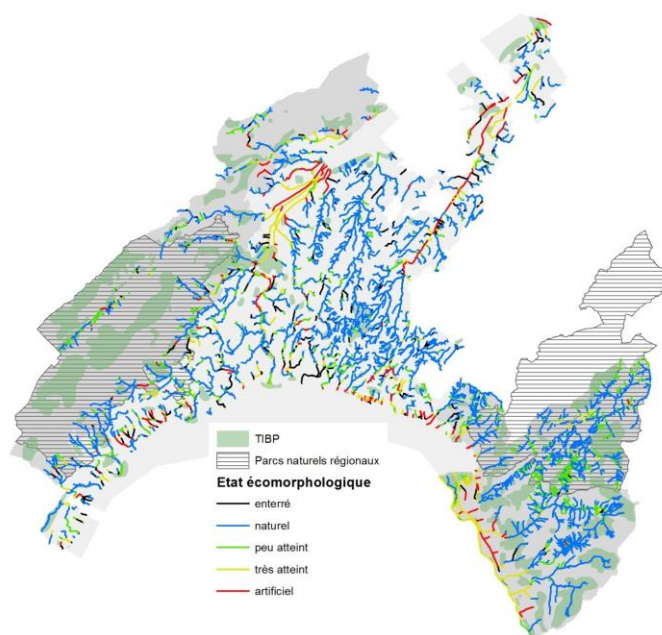 TIBP
Parcs naturels régionaux
Etat écomorphologique
enterré
naturel
peu atteint
très atteint
artificiel